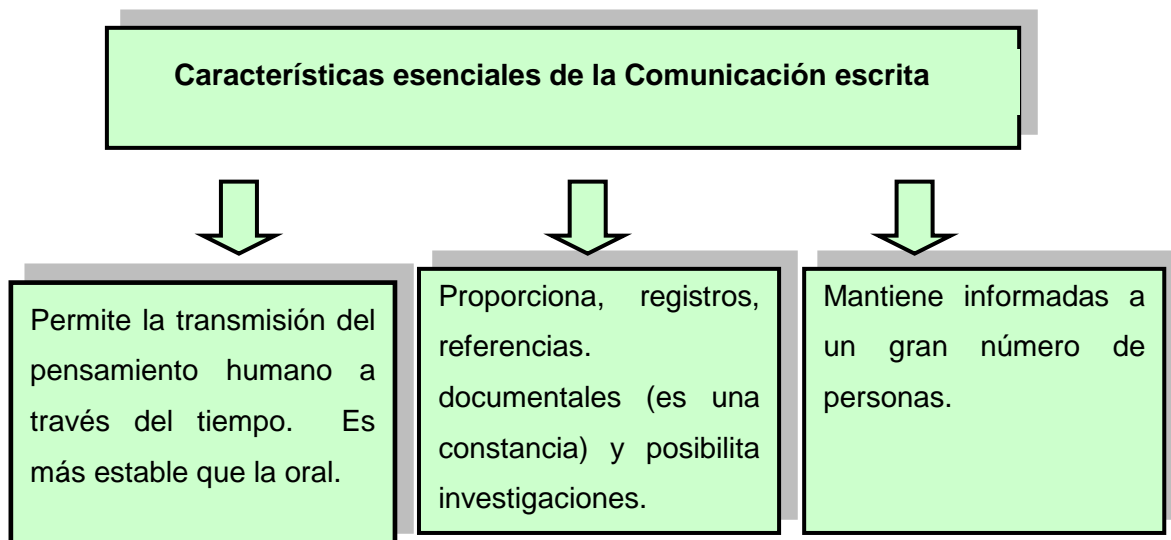 Características esenciales de la Comunicación escrita
Permite la transmisión del
pensamiento humano a
través del tiempo. Es
más estable que la oral.
Proporciona, registros,
referencias.
documentales (es una
constancia) y posibilita
investigaciones.
Mantiene informadas a
un gran número de
personas.